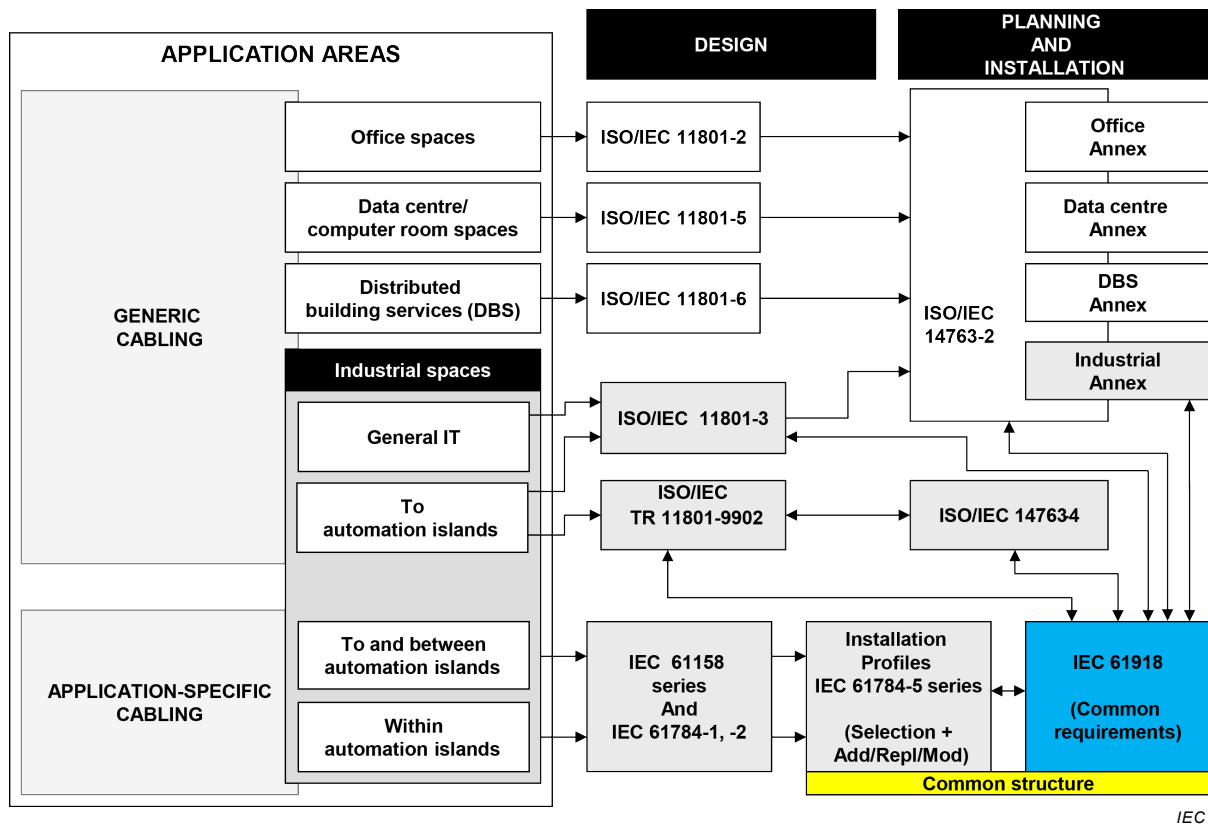 APPLICATION AREAS
DESIGN
PLANNING
AND
INSTALLATION
GENERIC
CABLING
Office spaces
ISO/IEC 11801-2
Office
Annex
Data centre/
computer room spaces
ISO/IEC 11801-5
Data centre
Annex
Distributed
building services (DBS)
ISO/IEC 11801-6
DBS
Annex
ISO/IEC
14763-2
Industrial
Annex
Industrial spaces
General IT
ISO/IEC 11801-3
To
automation islands
ISO/IEC
TR 11801-9902
ISO/IEC 147634
APPLICATION-SPECIFIC
CABLING
To and between
automation islands
Within
automation islands
IEC 61158
series
And
IEC 61784-1, -2
Installation
Profiles
IEC 61784-5 series
(Selection +
Add/Repl/Mod)
IEC 61918
(Common
requirements)
Common structure
IEC